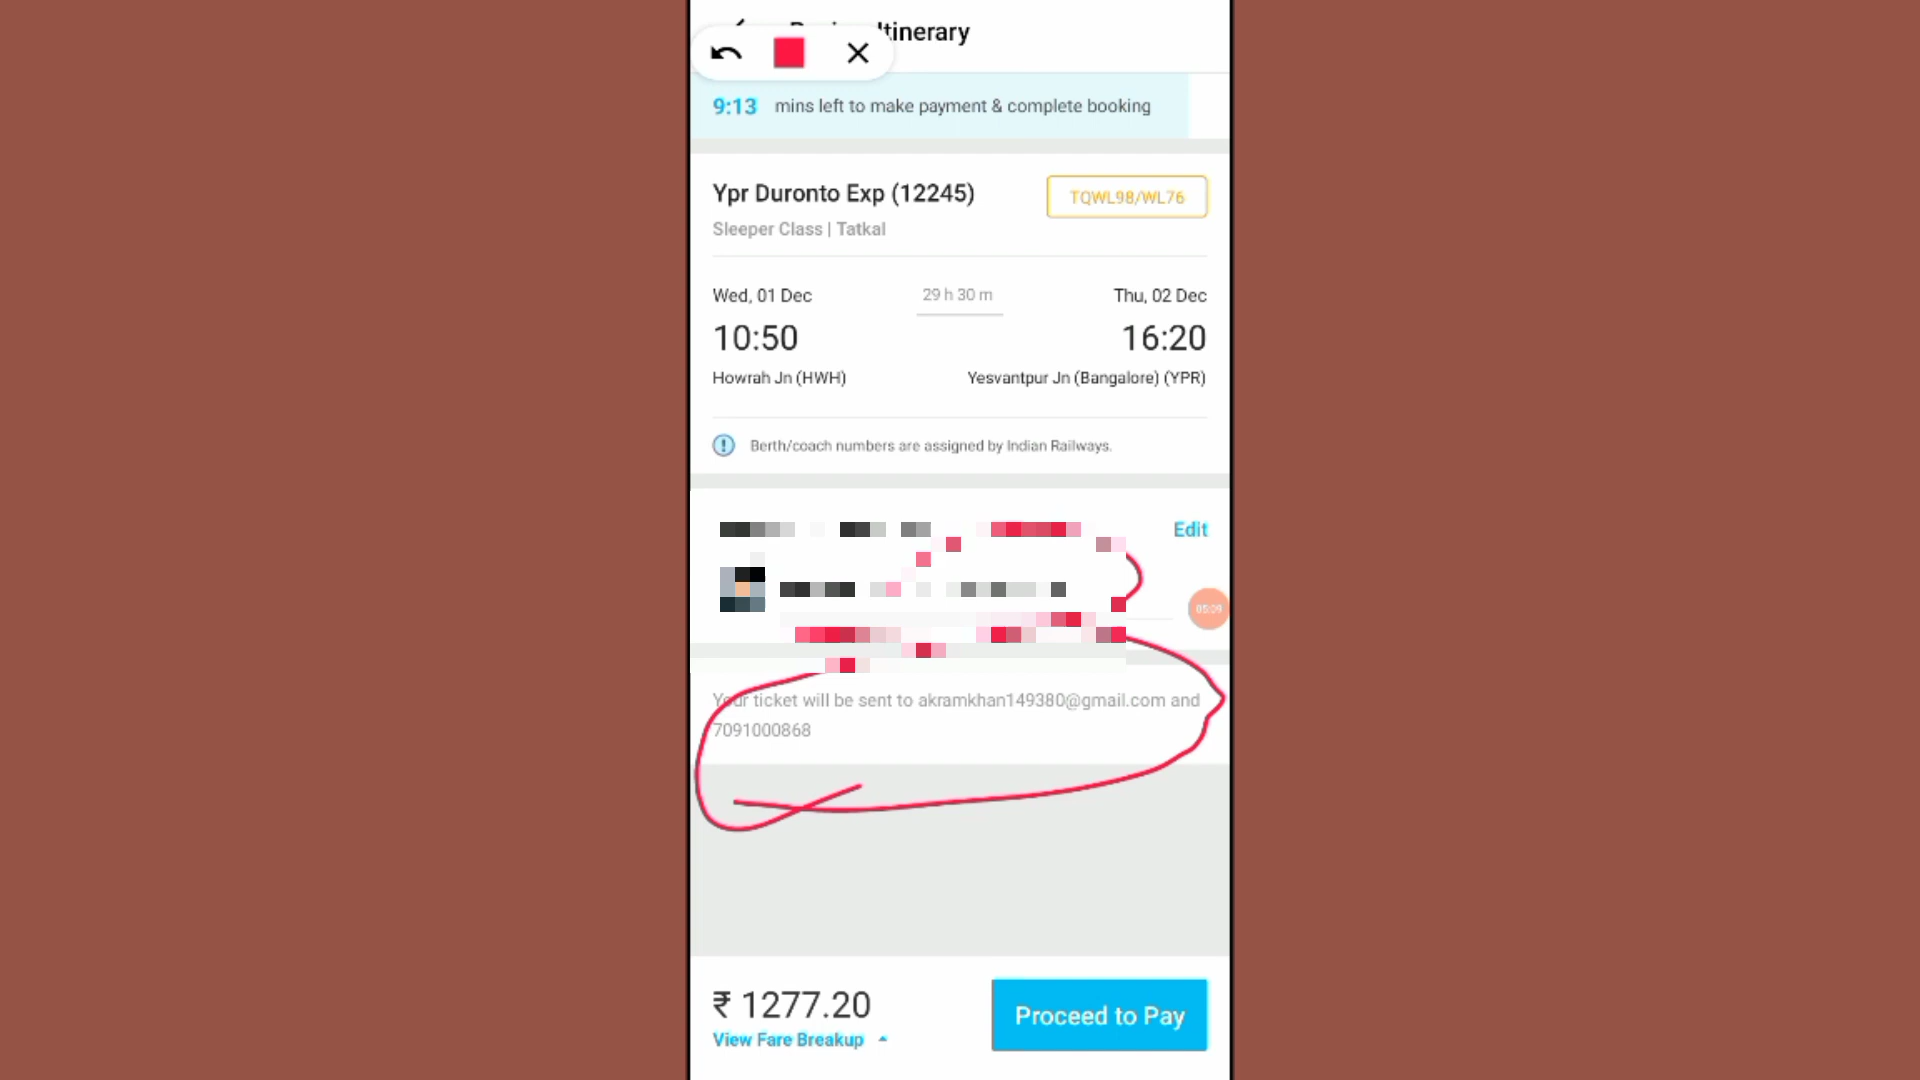 Itinerary
9:13 mins left to make payment & complete booking
Ypr Duronto Exp (12245)
TQWL98/WL76
Sleeper Class | Tatkal
Wed, 01 Dec
29 h 30 m
Thu, 02 Dec
10:50
16:20
Howrah Jn (HWH)
Yesvantpur Jn (Bangalore) (YPR)
Berth/coach numbers are assigned by Indian Railways.
Edit
05:09
Your ticket will be sent to akramkhan149380@gmail.com and
7091000868
₹ 1277.20
Proceed to Pay
View Fare Breakup